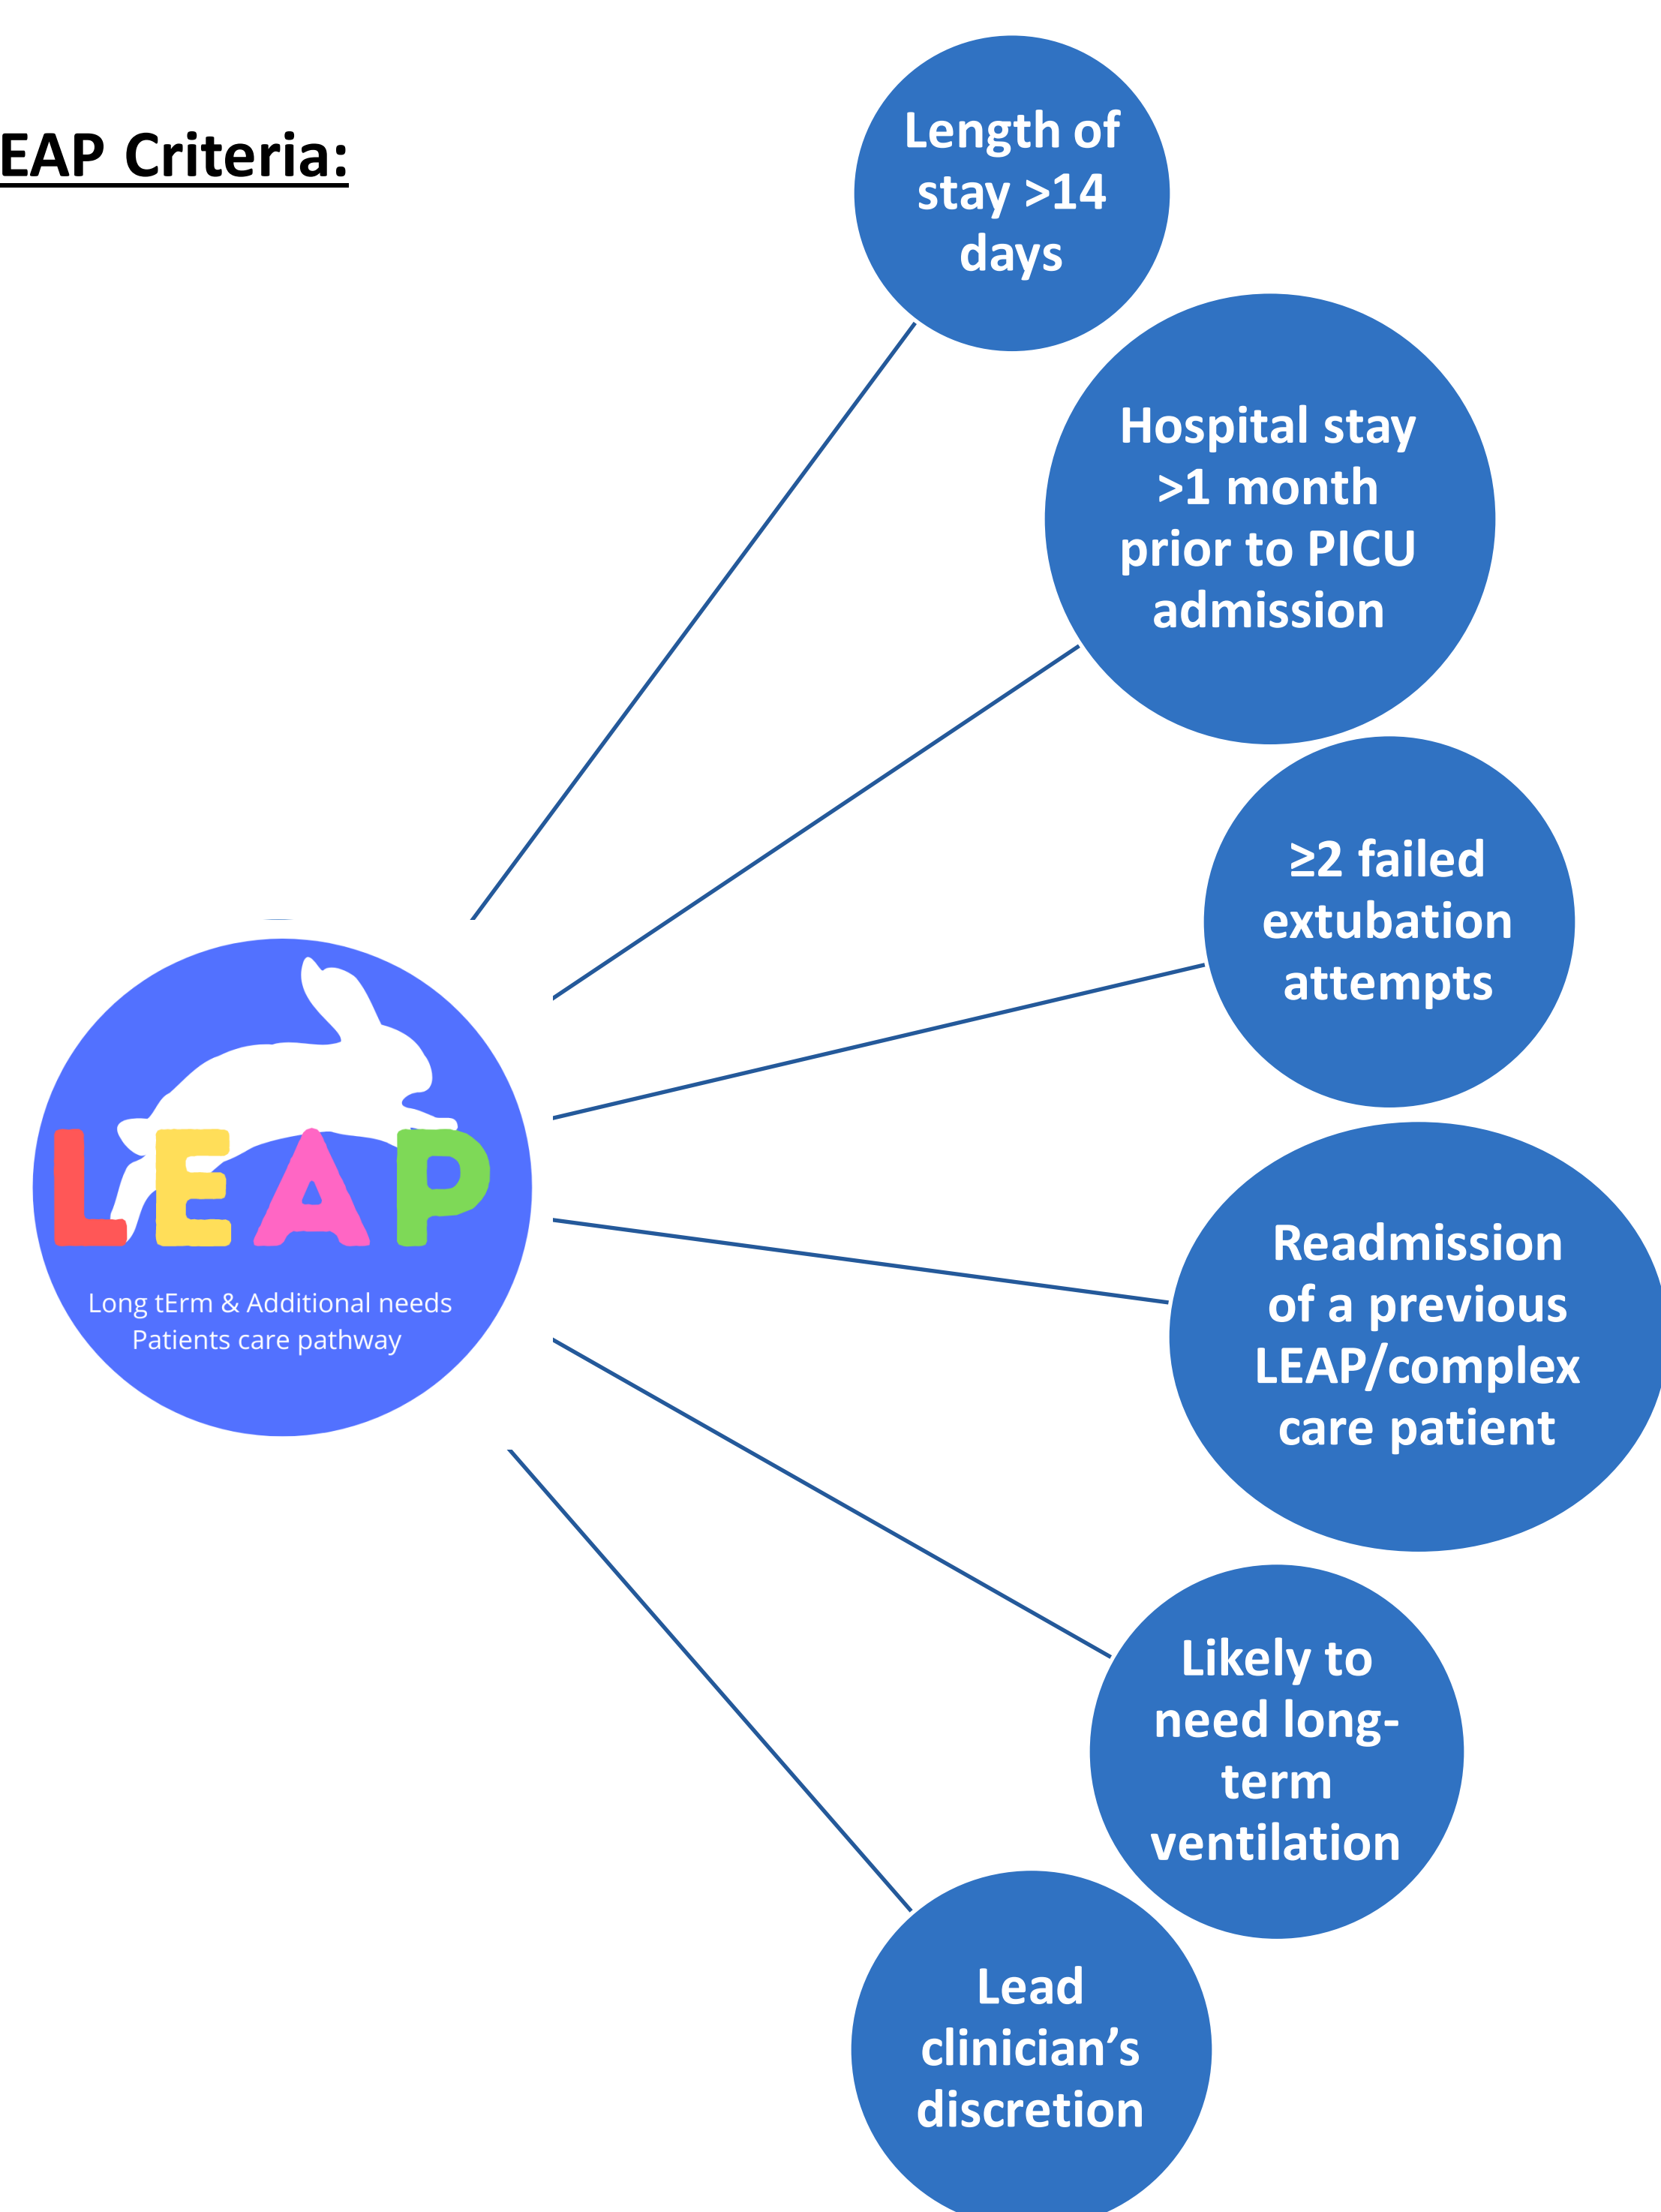 EAP Criteria:
Length of
stay >14
days
Hospital stay
>1 month
prior to PICU
admission
≥2 failed
extubation
attempts
LEAP
Long tErm & Additional needs
Patients care pathway
Readmission
of a previous
LEAP/complex
care patient
Likely to
need long-
term
ventilation
Lead
clinician’s
discretion